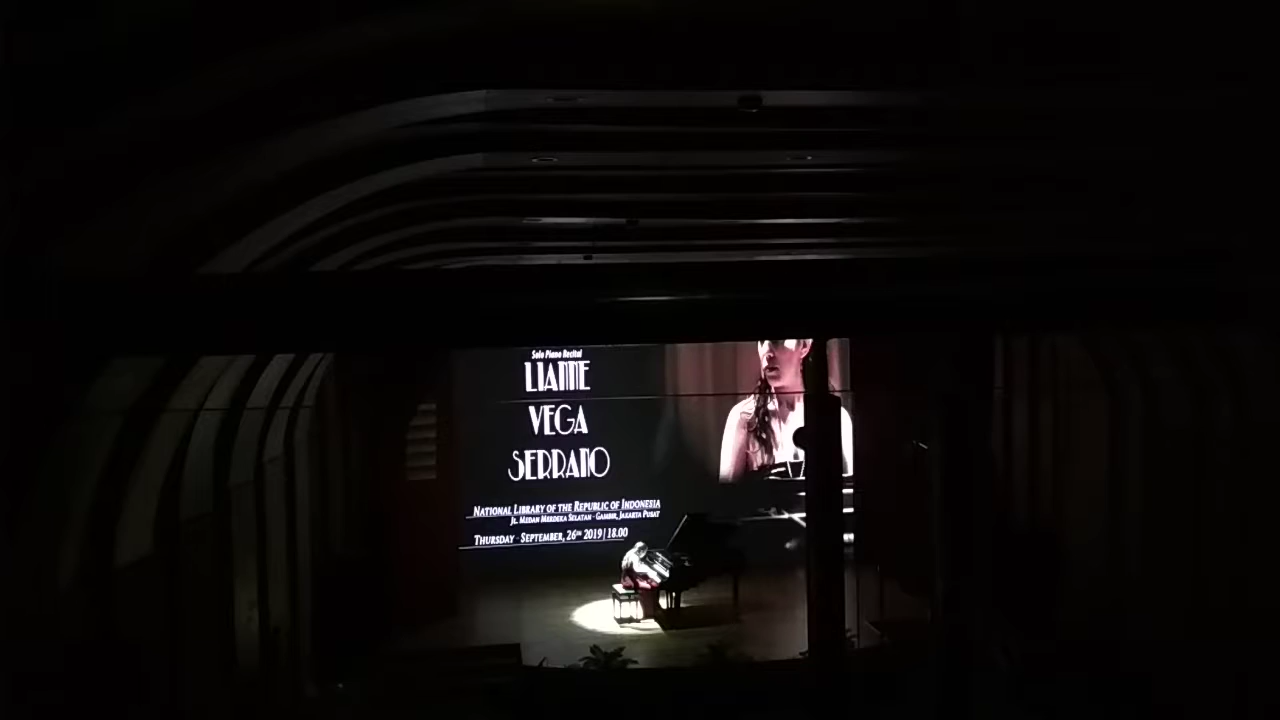 Solo Piano Recital
LIANNE
VEGA
SERRANO
NATIONAL LIBRARY OF THE REPUBLIC OF INDONESIA
JL. MEDAN MERDEKA SELATAN - GAMBIR, JAKARTA PUSAT
THURSDAY - SEPTEMBER, 26TH 2019 | 18.00